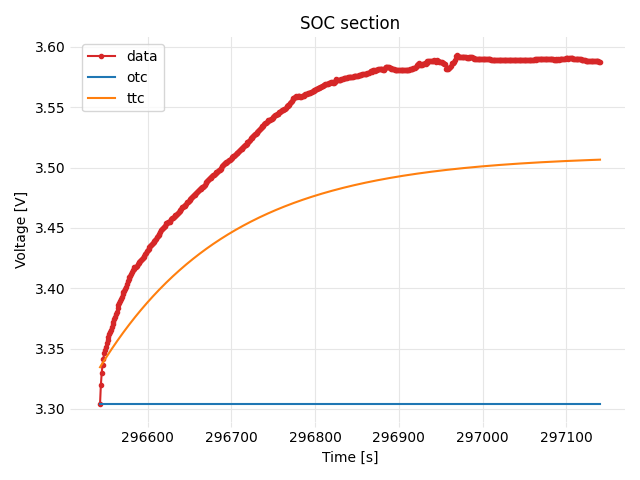 SOC section
data
otc
ttc
Voltage [V]
3.60
3.55
3.50
3.45
3.40
3.35
3.30
296600 296700 296800 296900 297000 297100
Time [s]